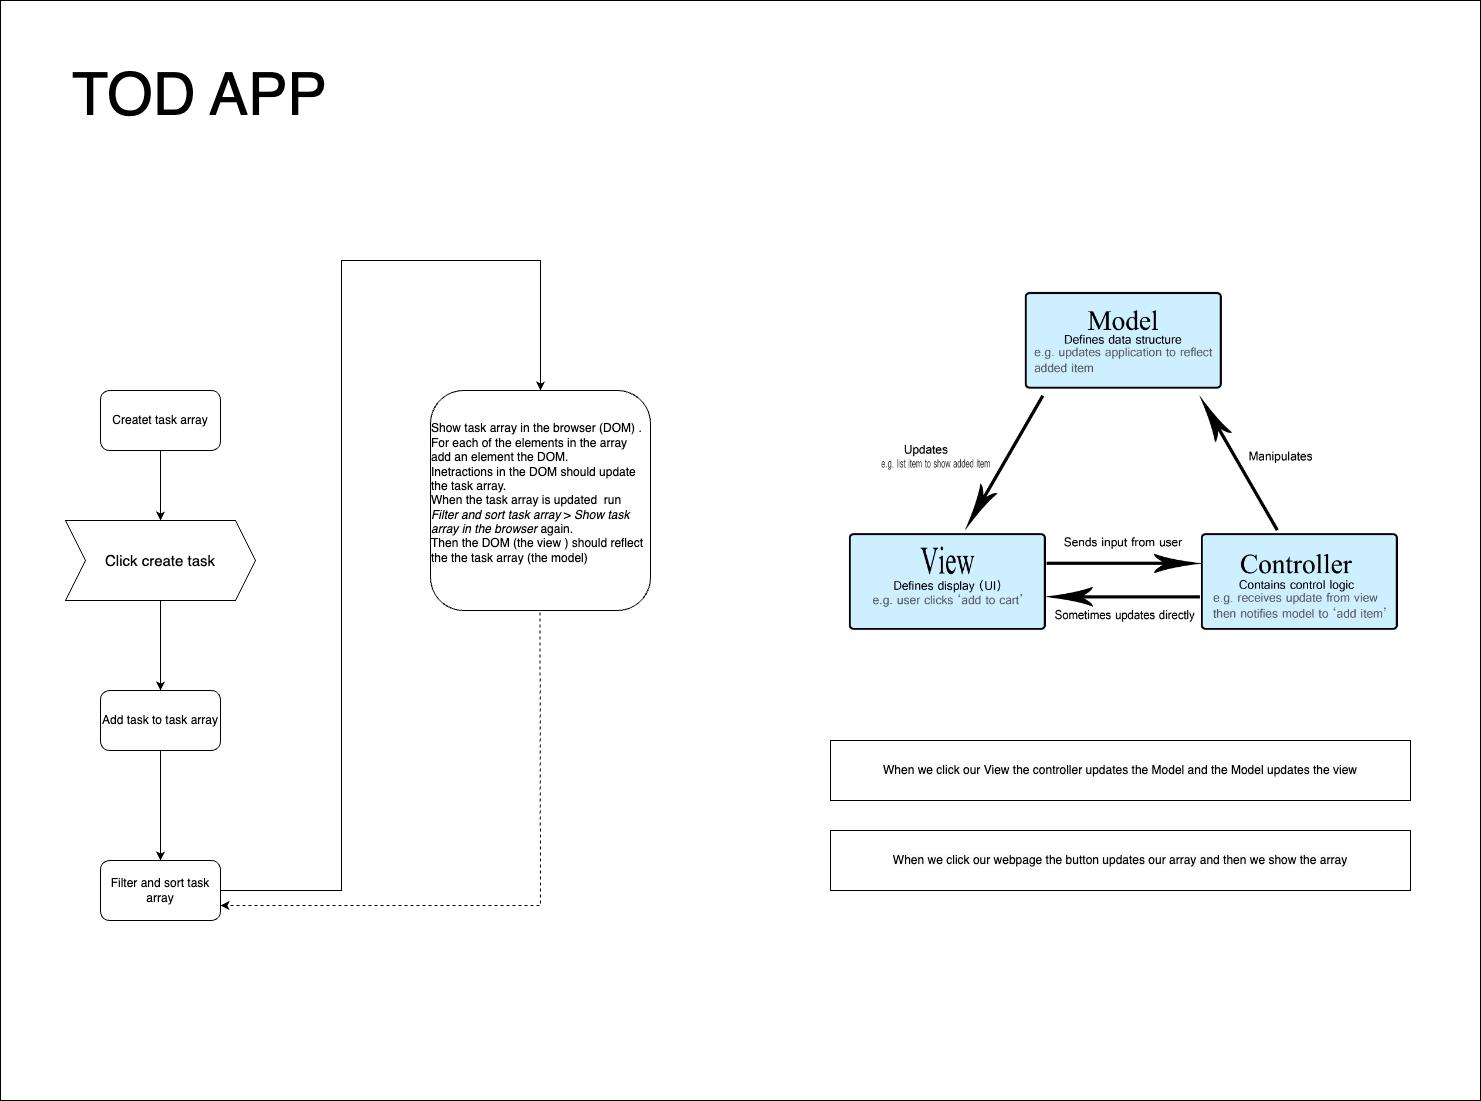 TOD APP
Createt task array
Click create task
Add task to task array
Filter and sort task
array
Show task array in the browser (DOM) .
For each of the elements in the array
add an element the DOM.
Inetractions in the DOM should update
the task array.
When the task array is updated  run
Filter and sort task array > Show task
array in the browser again.
Then the DOM (the view ) should reflect
the the task array (the model)
Model
Defines data structure
e.g. updates application to reflect
added item
Updates
e.g. list item to show added item
Manipulates
View
Defines display (UI)
e.g. user clicks ‘add to cart’
Sends input from user
Sometimes updates directly
Controller
Contains control logic
e.g. receives update from view
then notifies model to ‘add item’
When we click our View the controller updates the Model and the Model updates the view
When we click our webpage the button updates our array and then we show the array